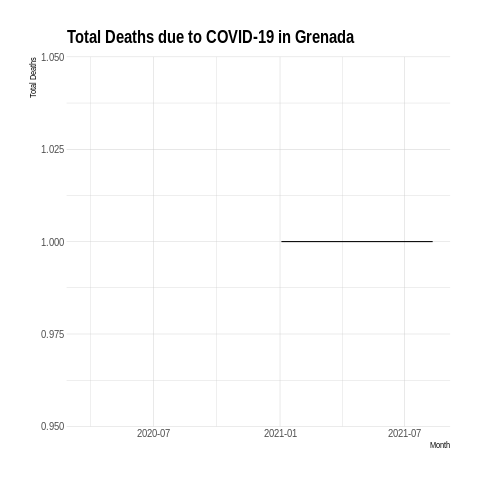 Total Deaths due to COVID-19 in Grenada
Total Deaths
1.050
1.025
1.000
0.975
0.950
2020-07 2021-01 2021-07
Month